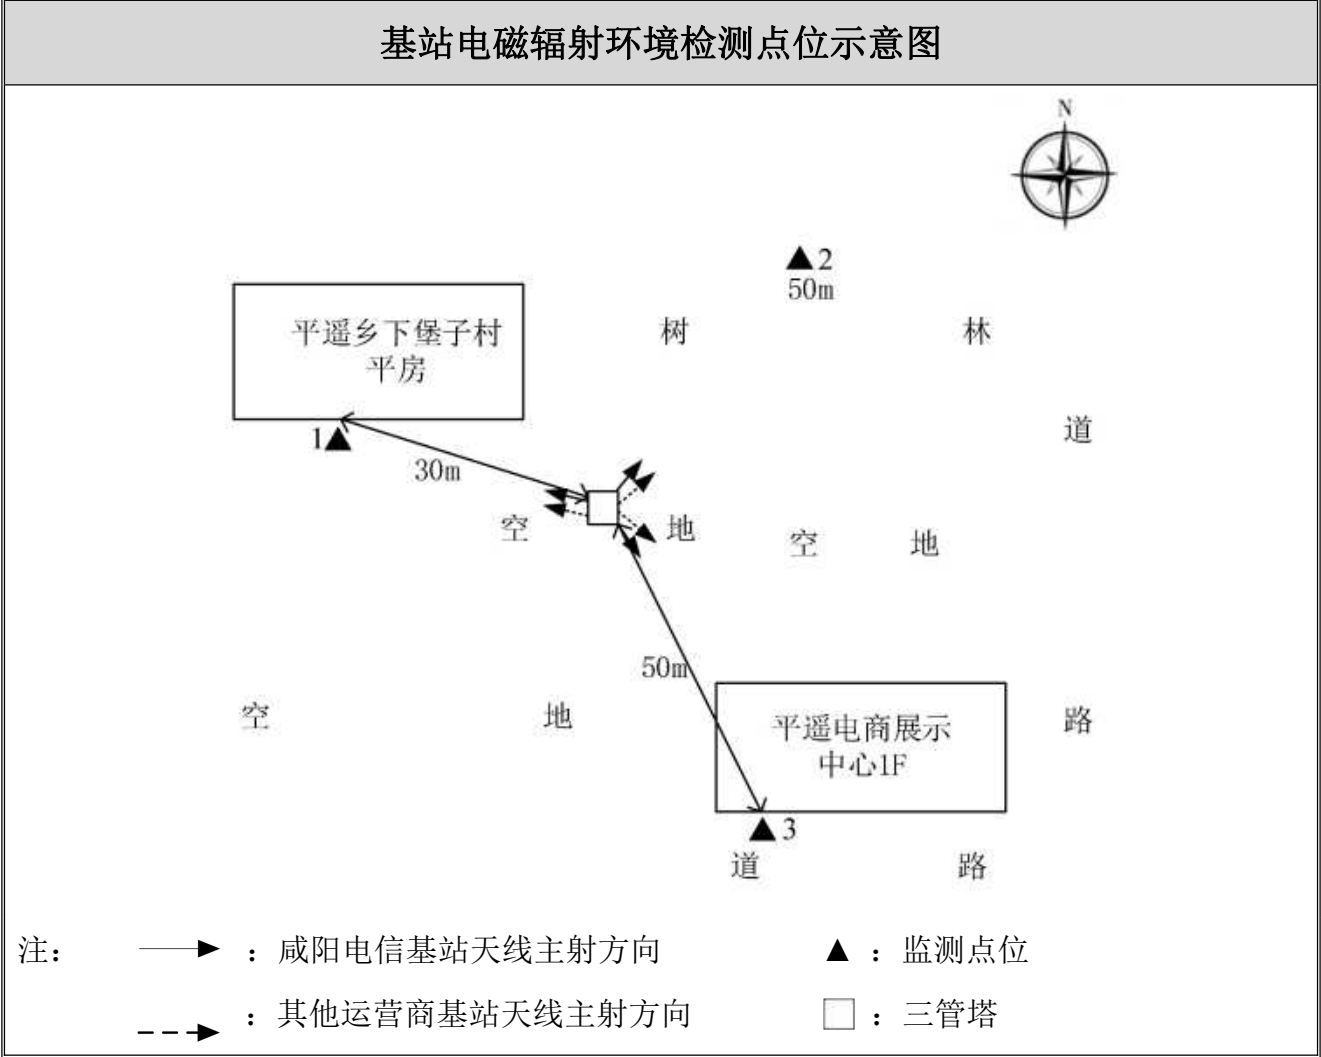 基站电磁辐射环境检测点位示意图
N
▲2
50m
平遥乡下堡子村
平房
树 林
道
1▲
30m
空 地 空 地
50m
空 地 路
平遥电商展示
中心1F
▲3
道 路
注： ：咸阳电信基站天线主射方向 ▲：监测点位
：其他运营商基站天线主射方向 □：三管塔